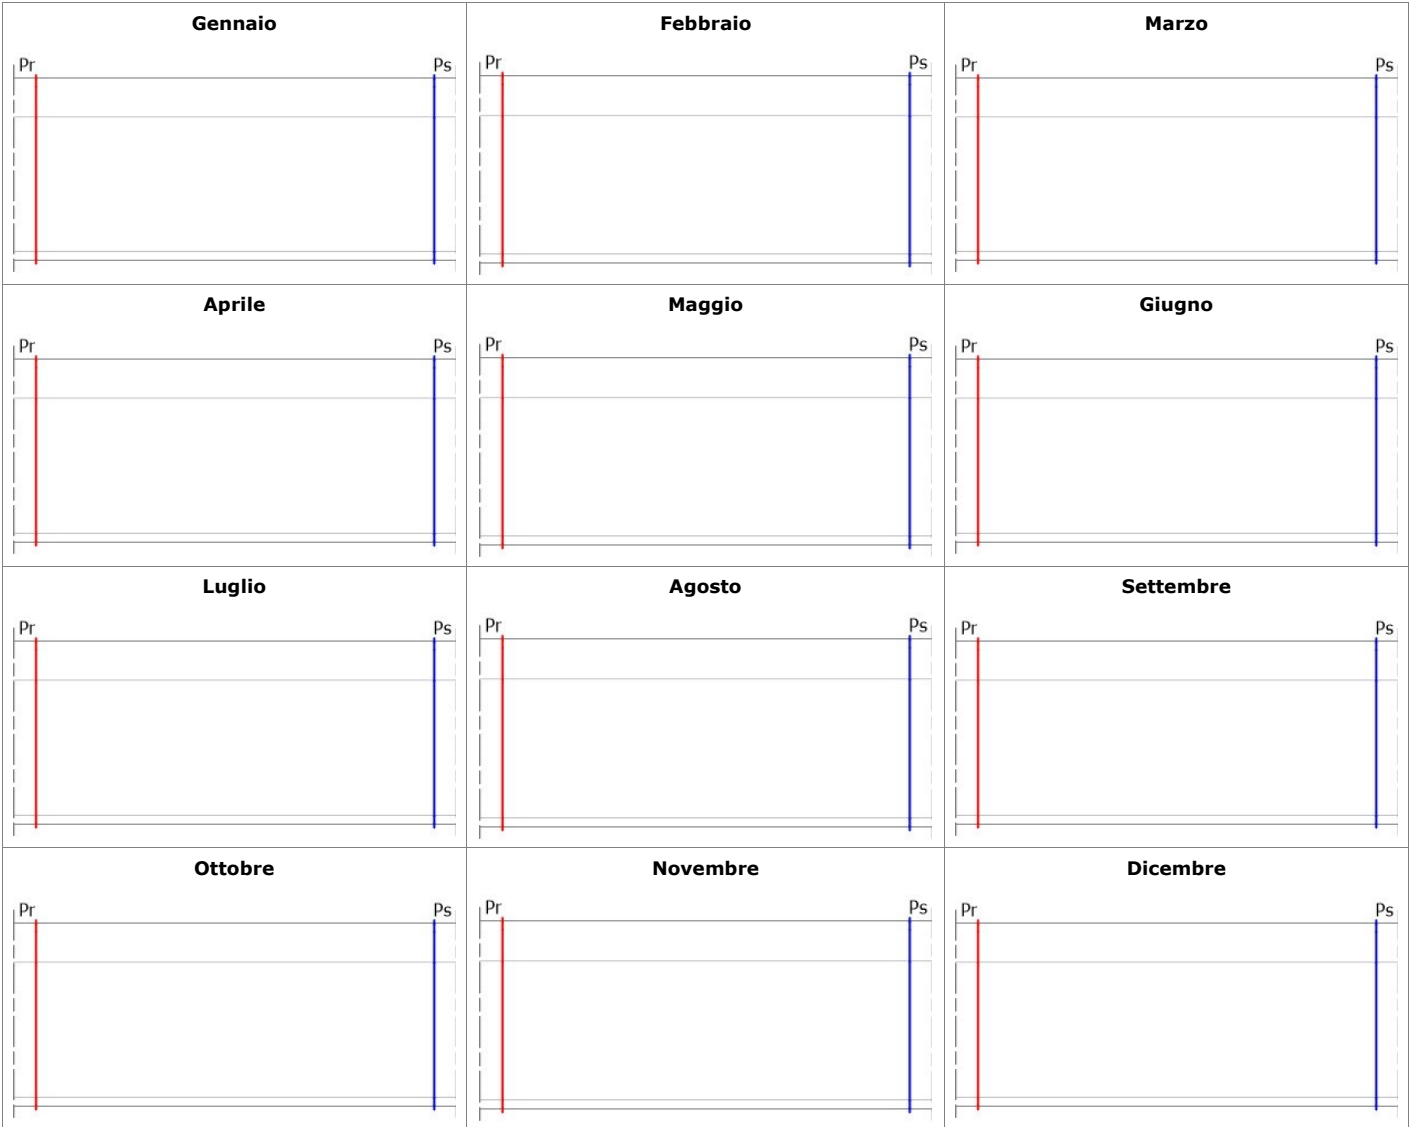 Gennaio Febbraio Marzo
Pr Ps Pr Ps Pr Ps
Aprile Maggio Giugno
Pr Ps Pr Ps Pr Ps
Luglio Agosto Settembre
Pr Ps Pr Ps Pr Ps
Ottobre Novembre Dicembre
Pr Ps Pr Ps Pr Ps